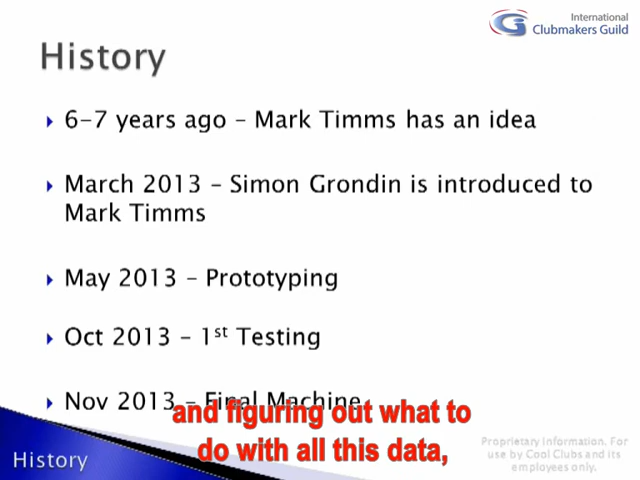 International
Clubmakers Guild
History
6-7 years ago - Mark Timms has an idea
March 2013 - Simon Grondin is introduced to
Mark Timms
May 2013 - Prototyping
Oct 2013 - 1st Testing
Nov 2013 - Final Machine
and figuring out what to
do with all this data,
History
Proprietary Information. For
use by Cool Clubs and its
employees only.